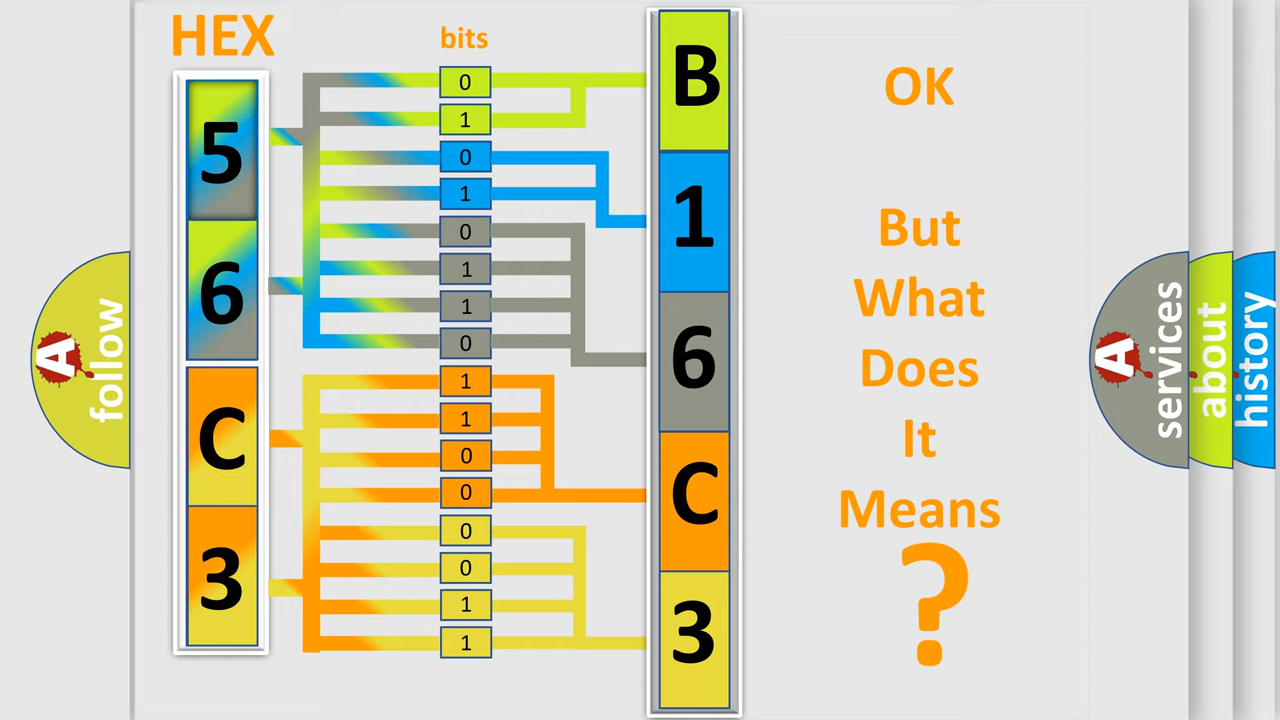 HEX
bits
5
6
C
3
0
1
0
1
0
1
1
0
1
1
0
0
0
0
1
1
B
1
6
C
3
OK
But
What
Does
It
Means
?
A
follow
A
services
about
history